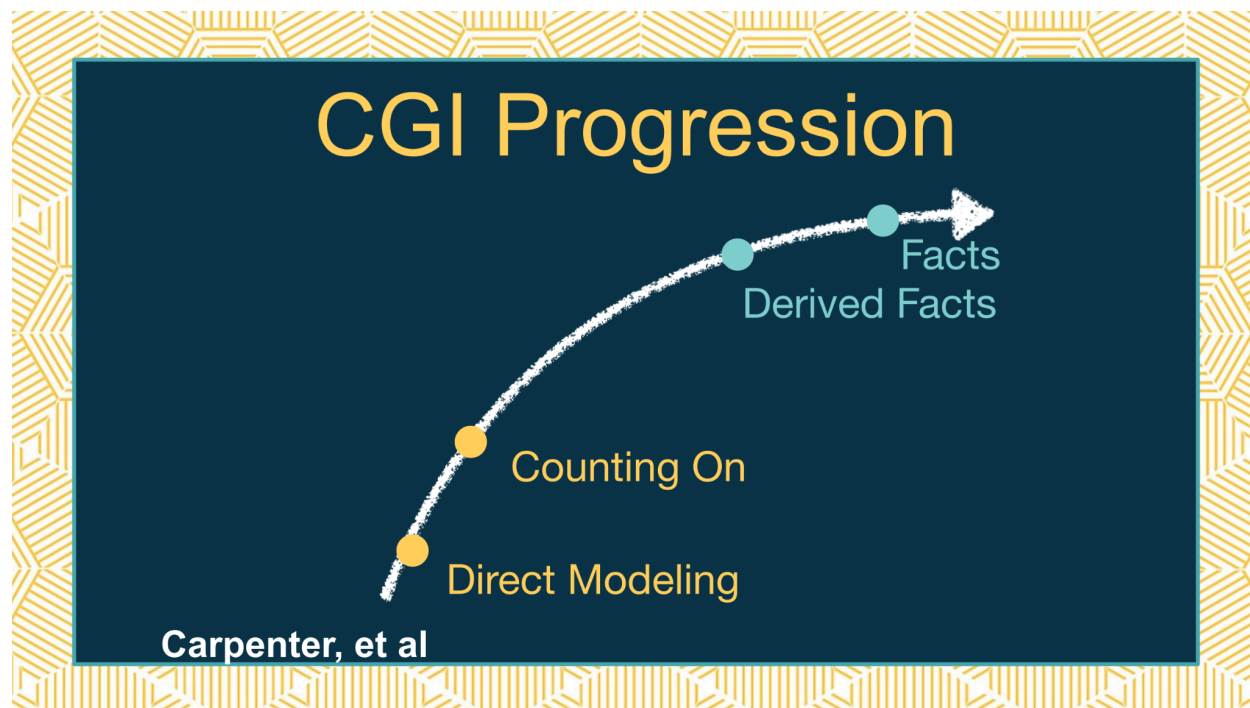 CGI Progression
Facts
Derived Facts
Counting On
Direct Modeling
Carpenter, et al